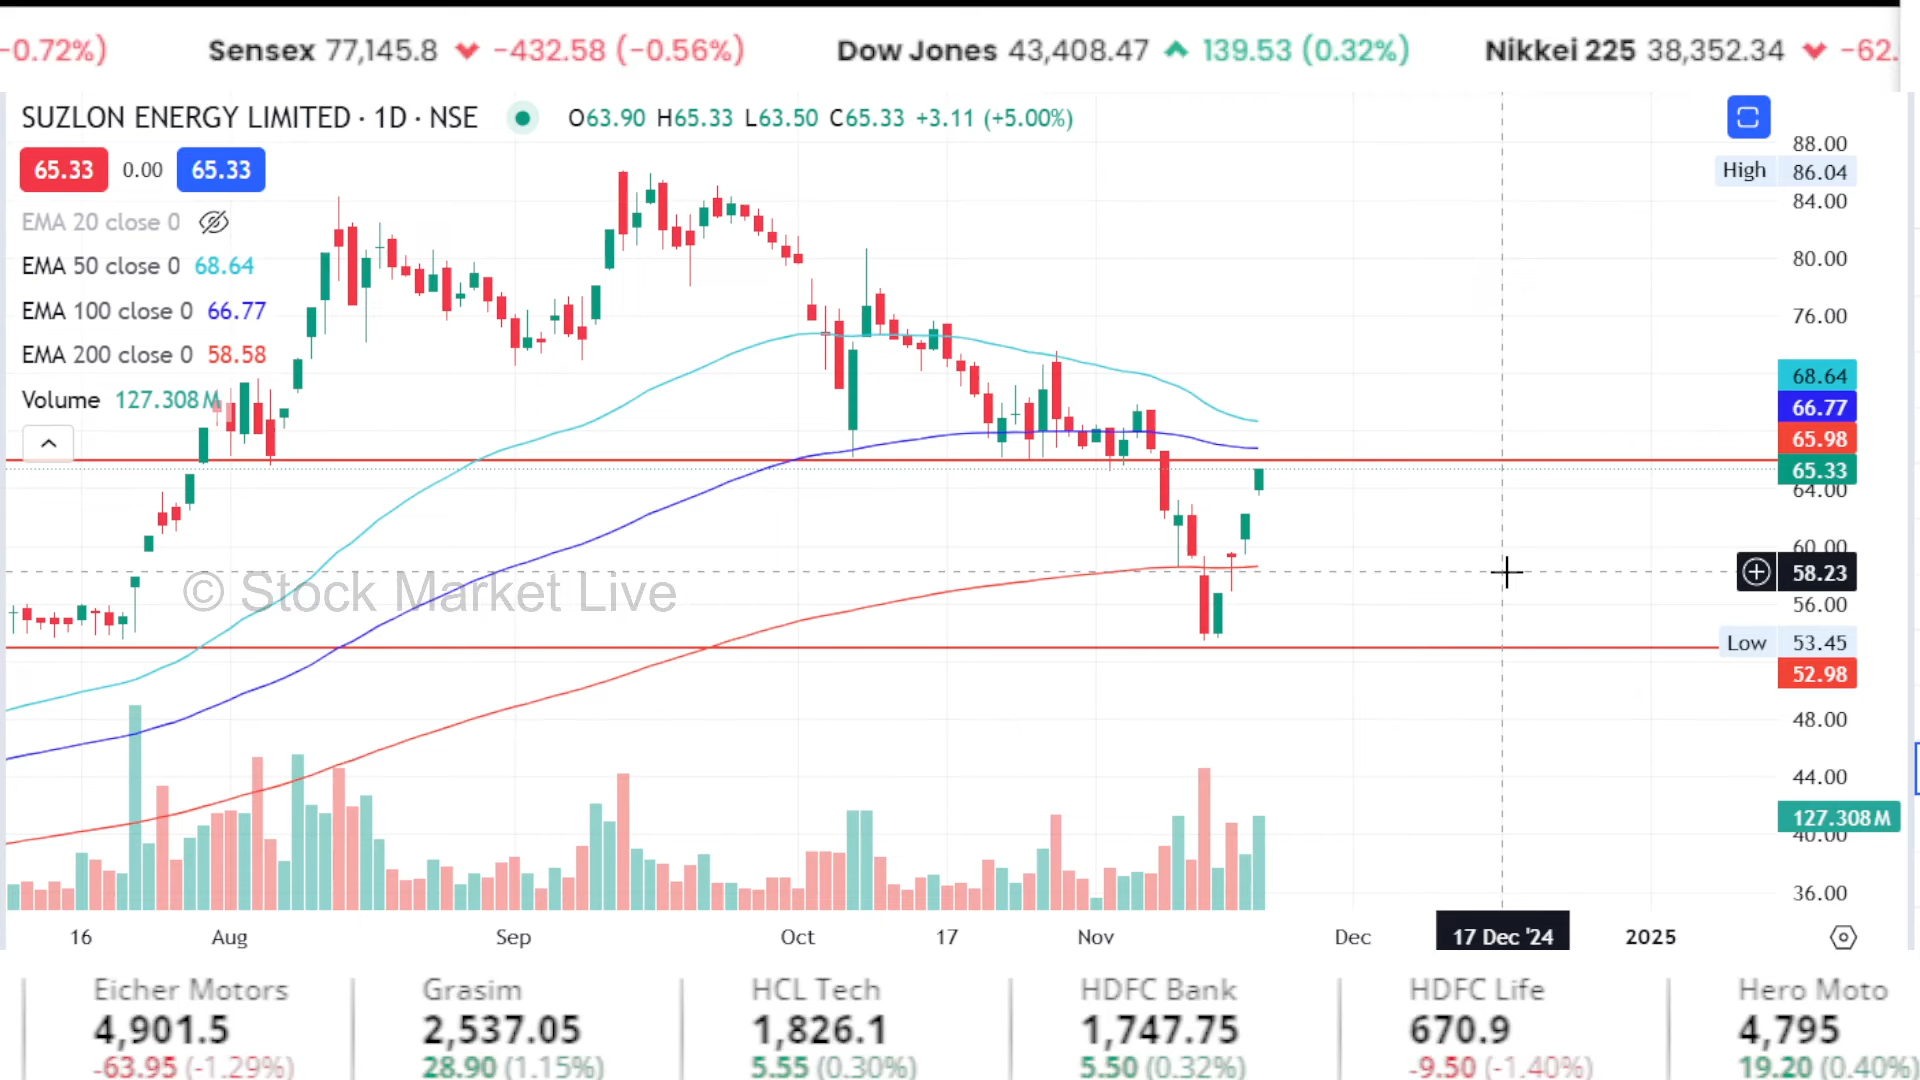 -0.72%) Sensex 77,145.8 -432.58 (-0.56%) Dow Jones 43,408.47 139.53 (0.32%) Nikkei 225 38,352.34 -62.
SUZLON ENERGY LIMITED · 1D · NSE O63.90 H65.33 L63.50 C65.33 +3.11 (+5.00%)
65.33 0.00 65.33
EMA 20 close 0
EMA 50 close 0 68.64
EMA 100 close 0 66.77
EMA 200 close 0 58.58
Volume 127.308M
88.00
High 86.04
84.00
80.00
76.00
68.64
66.77
65.98
65.33
64.00
60.00
58.23
56.00
Low 53.45
52.98
48.00
44.00
127.308M
40.00
36.00
© Stock Market Live
16 Aug Sep Oct 17 Nov Dec 17 Dec '24 2025
Eicher Motors Grasim HCL Tech HDFC Bank HDFC Life Hero Moto
4,901.5 2,537.05 1,826.1 1,747.75 670.9 4,795
-63.95 (-1.29%) 28.90 (1.15%) 5.55 (0.30%) 5.50 (0.32%) -9.50 (-1.40%) 19.20 (0.40%)